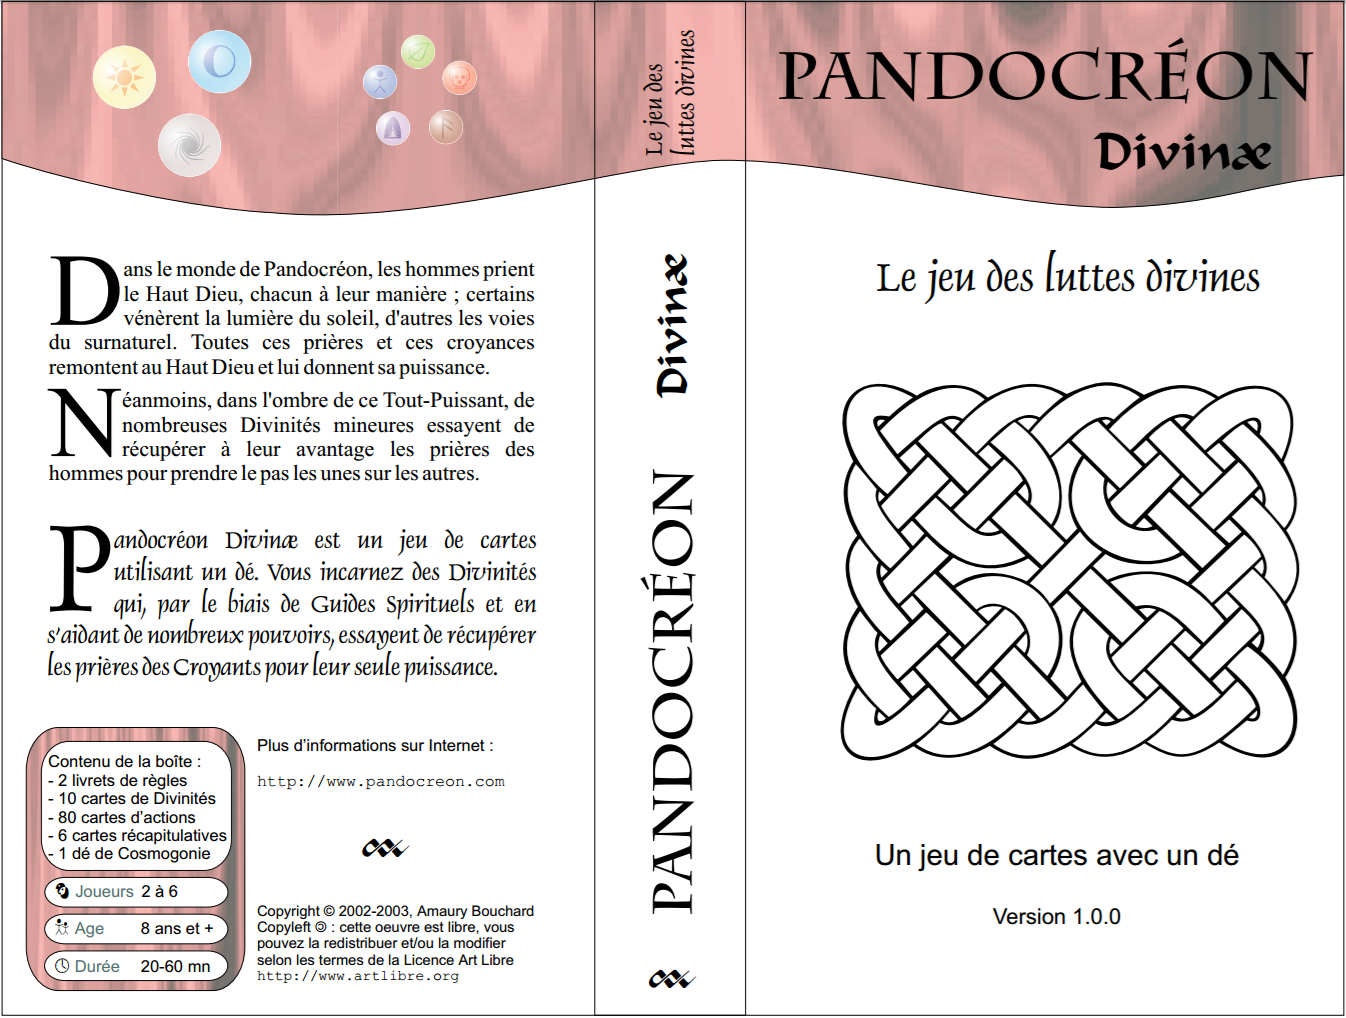 Dans le monde de Pandocréon, les hommes prient
le Haut Dieu, chacun à leur manière ; certains
vénèrent la lumière du soleil, d'autres les voies
du surnaturel. Toutes ces prières et ces croyances
remontent au Haut Dieu et lui donnent sa puissance.
Néanmoins, dans l'ombre de ce Tout-Puissant, de
nombreuses Divinités mineures essayent de
récupérer à leur avantage les prières des
hommes pour prendre le pas les unes sur les autres.
Pandocréon Divinæ est un jeu de cartes
utilisant un dé. Vous incarnez des Divinités
qui, par le biais de Guides Spirituels et en
s'aidant de nombreux pouvoirs, essayent de récupérer
les prières des Croyants pour leur seule puissance.
Contenu de la boîte :
- 2 livrets de règles
- 10 cartes de Divinités
- 80 cartes d'actions
- 6 cartes récapitulatives
- 1 dé de Cosmogonie
Joueurs 2 à 6
Age 8 ans et +
Durée 20-60 mn
Plus d'informations sur Internet :
http://www.pandocreon.com
Copyright © 2002-2003, Amaury Bouchard
Copyleft 🄯 : cette oeuvre est libre, vous
pouvez la redistribuer et/ou la modifier
selon les termes de la Licence Art Libre
http://www.artlibre.org
Le jeu des
luttes divines
PANDOCRÉON Divinæ
PANDOCRÉON
Divinæ
Le jeu des luttes divines
Un jeu de cartes avec un dé
Version 1.0.0